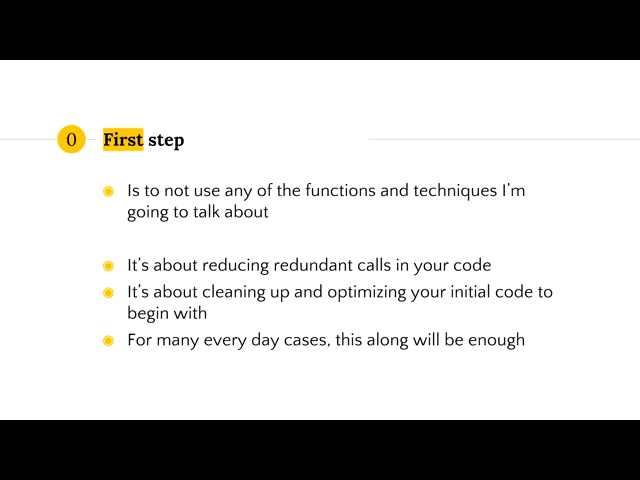 0 First step
Is to not use any of the functions and techniques I'm
going to talk about
It's about reducing redundant calls in your code
It's about cleaning up and optimizing your initial code to
begin with
For many every day cases, this along will be enough